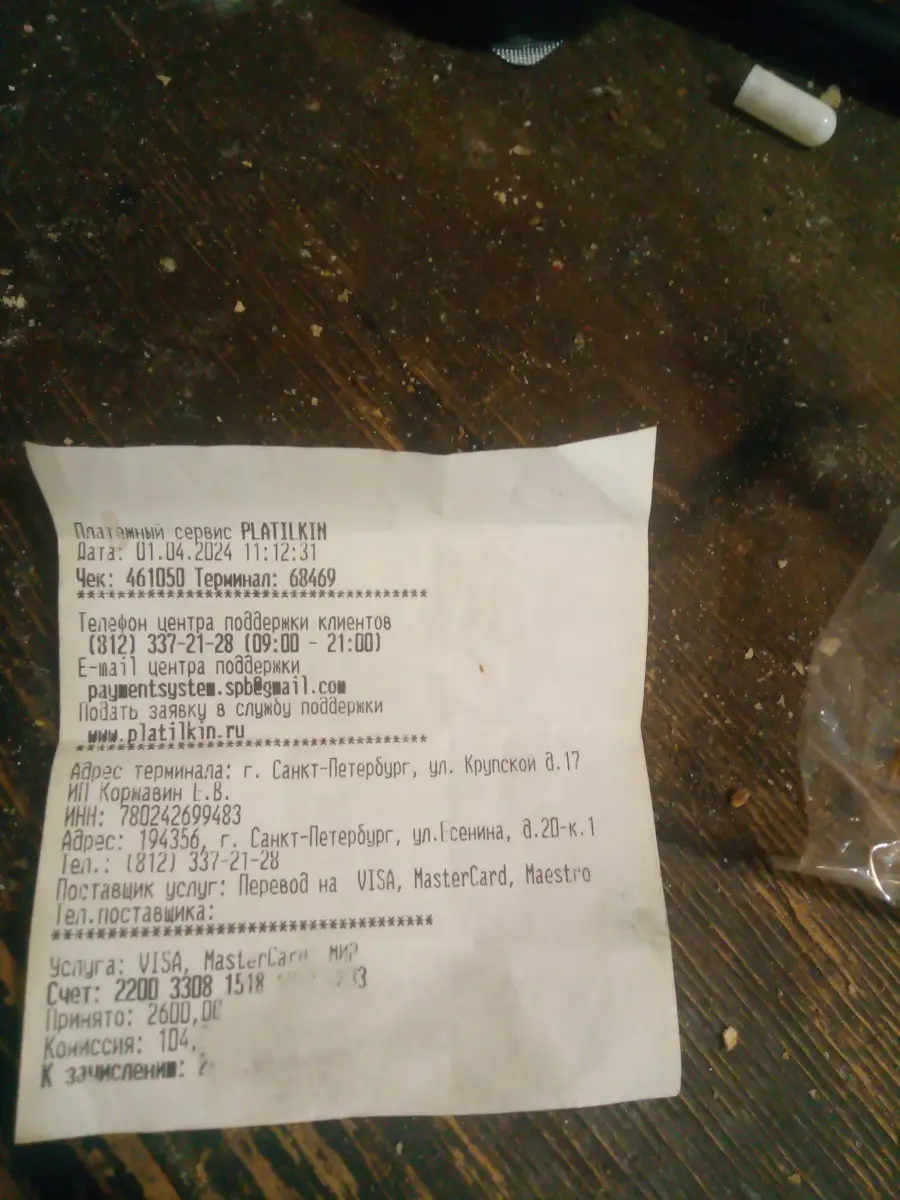 Платежный сервис PLATILKIN
Дата: 01.04.2024 11:12:31
Чек: 461050 Терминал: 68469
**********************************
Телефон центра поддержки клиентов
(812) 337-21-28 (09:00 - 21:00)
E-mail центра поддержки
paymentsystem.spb@gmail.com
Подать заявку в службу поддержки
www.platilkin.ru
**********************************
Адрес терминала: г. Санкт-Петербург, ул. Крупской д.17
ИП Коржавин Е.В.
ИНН: 780242699483
Адрес: 194356, г. Санкт-Петербург, ул.Есенина, д.20-к.1
Тел.: (812) 337-21-28
Поставщик услуг: Перевод на VISA, MasterCard, Maestro
Тел.поставщика:
**********************************
Услуга: VISA, MasterCard, МИР
Счет: 2200 3308 1518
Принято: 2600,00
Комиссия: 104,
К зачислению: